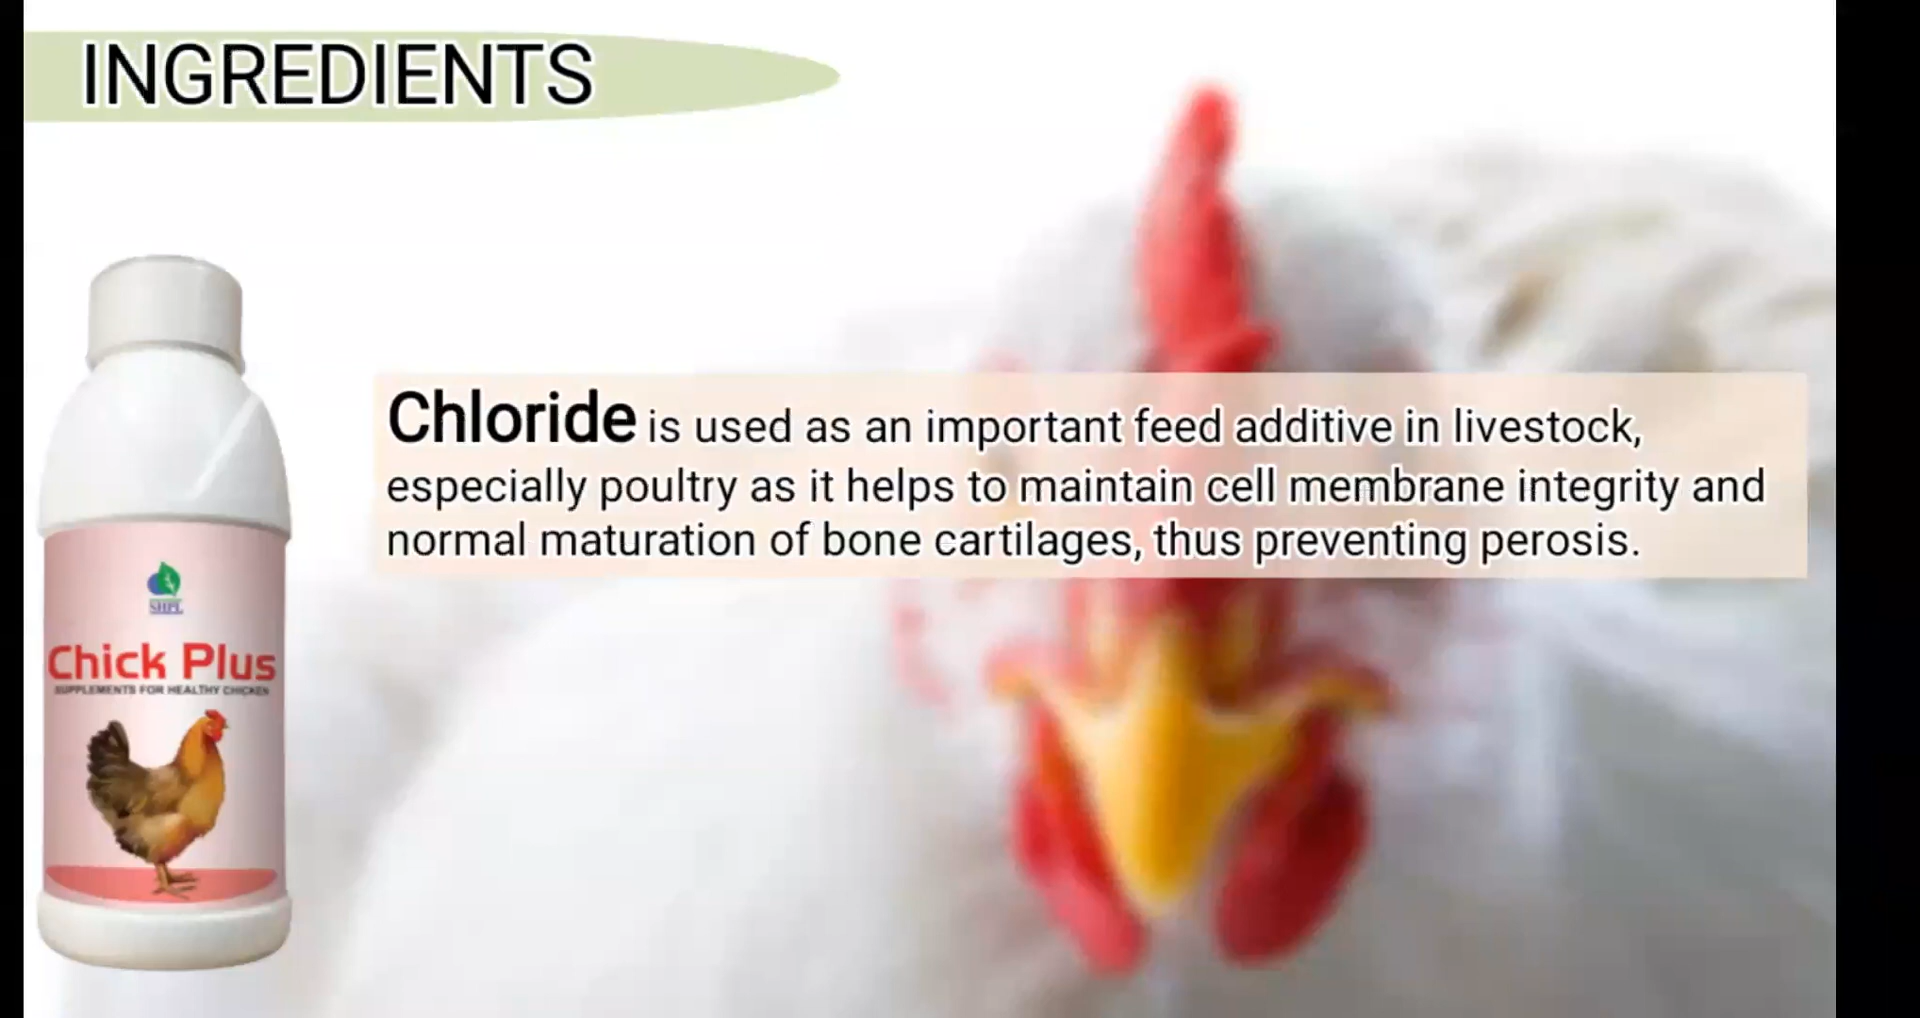 INGREDIENTS
Chloride is used as an important feed additive in livestock,
especially poultry as it helps to maintain cell membrane integrity and
normal maturation of bone cartilages, thus preventing perosis.
SHPL
Chick Plus
SUPPLEMENTS FOR HEALTHY CHICKEN